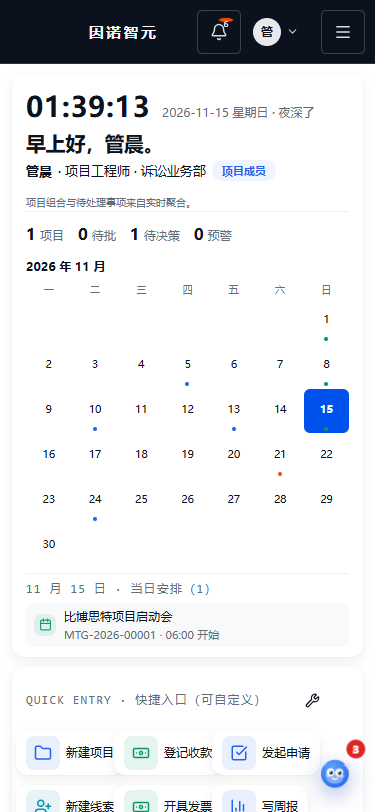 因诺智元
6
管
01:39:13 2026-11-15 星期日 · 夜深了
早上好，管晨。
管晨 · 项目工程师 · 诉讼业务部 项目成员
项目组合与待处理事项来自实时聚合。
1 项目 0 待批 1 待决策 0 预警
2026 年 11 月
一 二 三 四 五 六 日
1
2 3 4 5 6 7 8
9 10 11 12 13 14 15
16 17 18 19 20 21 22
23 24 25 26 27 28 29
30
11 月 15 日 · 当日安排 (1)
比博思特项目启动会
MTG-2026-00001 · 06:00 开始
QUICK ENTRY · 快捷入口 (可自定义)
新建项目 登记收款 发起申请
3
新建线索 开具发票 写周报